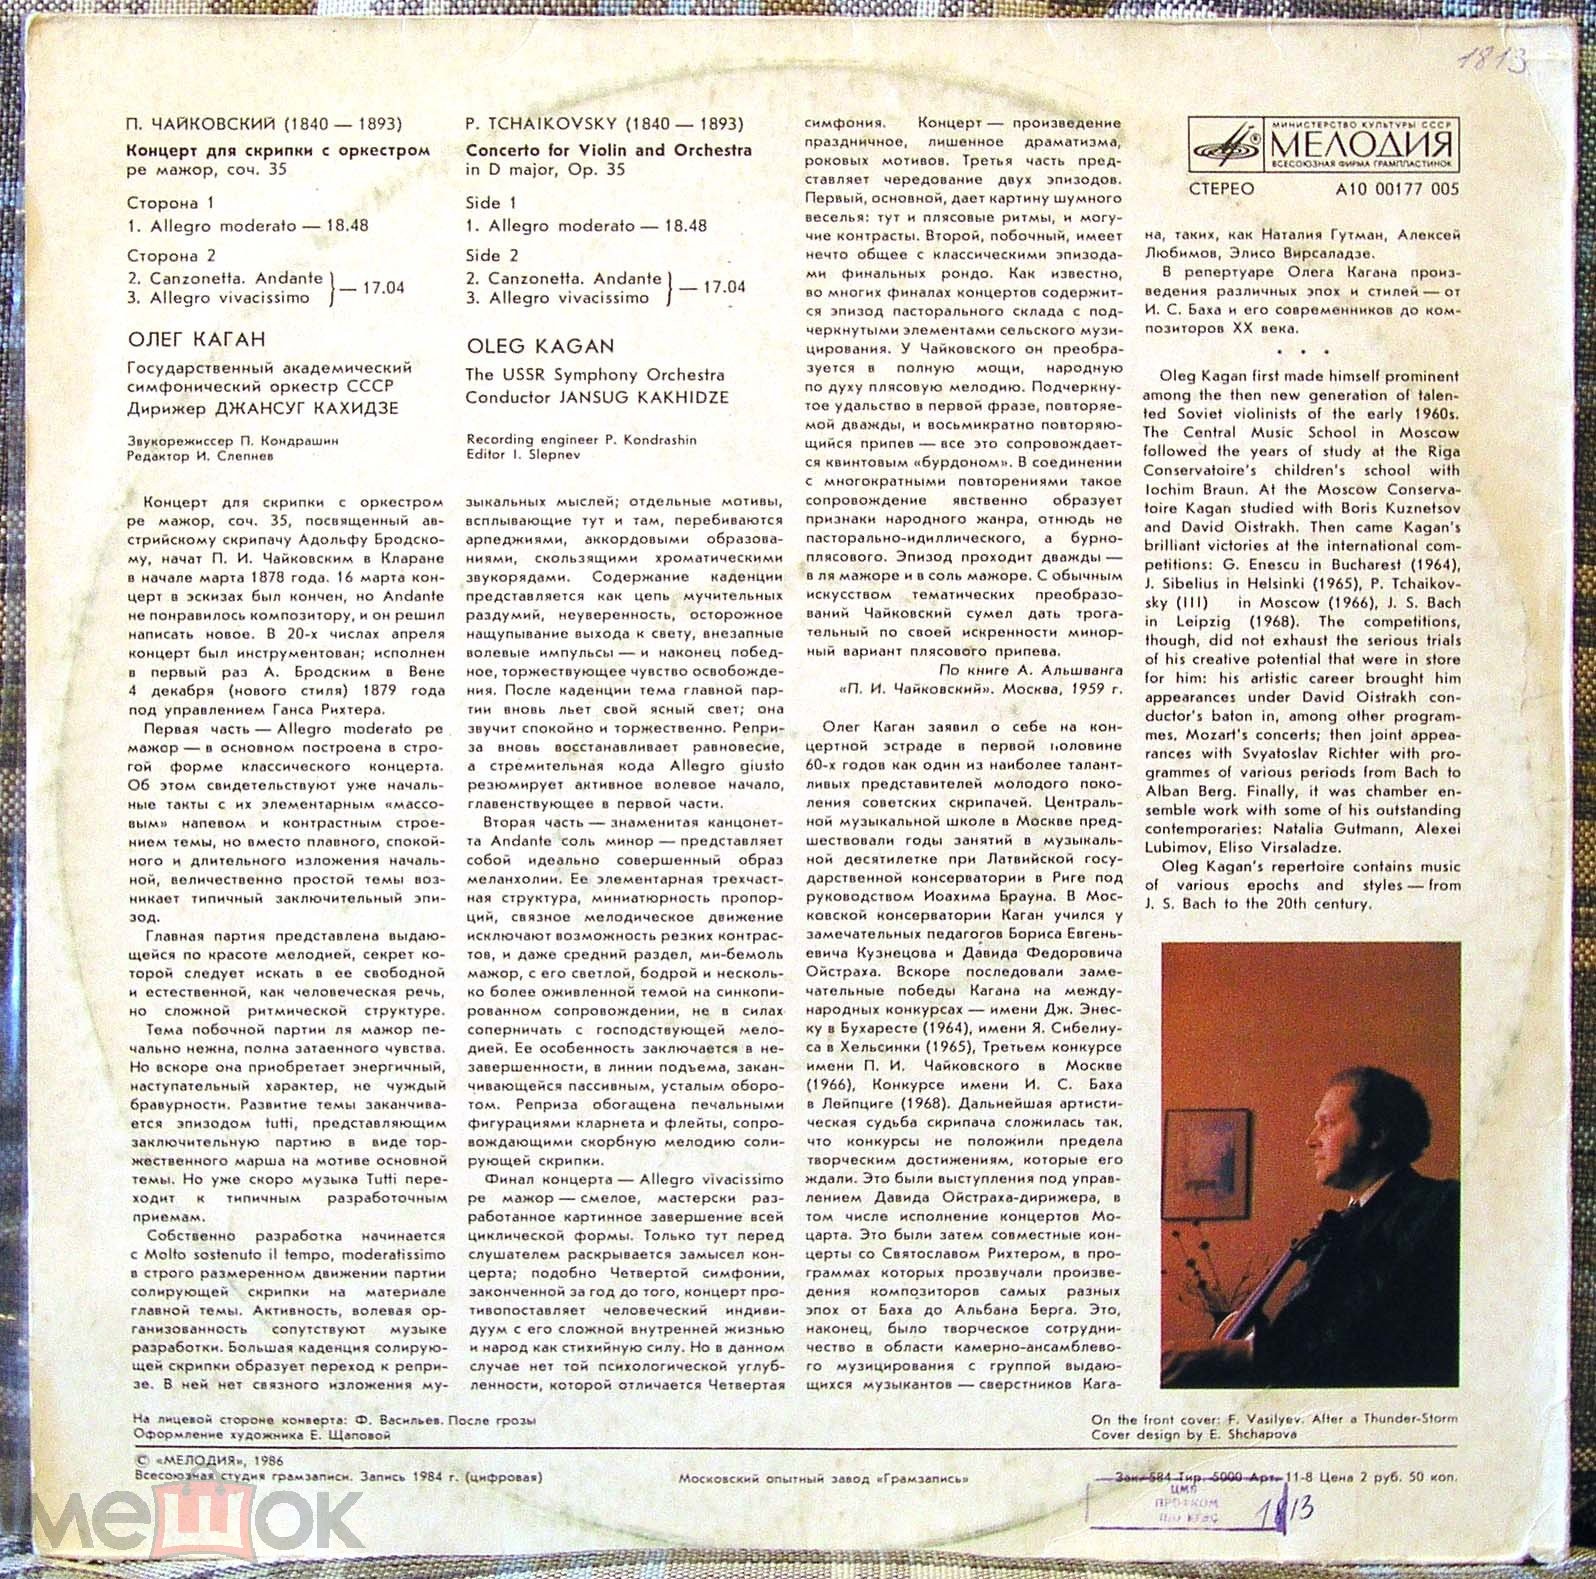 1813
П. ЧАЙКОВСКИЙ (1840 — 1893)
Концерт для скрипки с оркестром
ре мажор, соч. 35
Сторона 1
1. Allegro moderato — 18.48
Сторона 2
2. Canzonetta. Andante
3. Allegro vivacissimo
— 17.04
ОЛЕГ КАГАН
Государственный академический
симфонический оркестр СССР
Дирижер ДЖАНСУГ КАХИДЗЕ
Звукорежиссер П. Кондрашин
Редактор И. Слепнев
P. TCHAIKOVSKY (1840 — 1893)
Concerto for Violin and Orchestra
in D major, Op. 35
Side 1
1. Allegro moderato — 18.48
Side 2
2. Canzonetta. Andante
3. Allegro vivacissimo
— 17.04
OLEG KAGAN
The USSR Symphony Orchestra
Conductor JANSUG KAKHIDZE
Recording engineer P. Kondrashin
Editor I. Slepnev
Концерт для скрипки с оркестром
ре мажор, соч. 35, посвященный ав-
стрийскому скрипачу Адольфу Бродско-
му, начат П. И. Чайковским в Кларане
в начале марта 1878 года. 16 марта кон-
церт в эскизах был кончен, но Andante
не понравилось композитору, и он решил
написать новое. В 20-х числах апреля
концерт был инструментован; исполнен
в первый раз А. Бродским в Вене
4 декабря (нового стиля) 1879 года
под управлением Ганса Рихтера.
Первая часть — Allegro moderato ре
мажор — в основном построена в стро-
гой форме классического концерта.
Об этом свидетельствуют уже началь-
ные такты с их элементарным «массо-
вым» напевом и контрастным строе-
нием темы, но вместо плавного, спокой-
ного и длительного изложения началь-
ной, величественно простой темы воз-
никает типичный заключительный эпи-
зод.
Главная партия представлена выдаю-
щейся по красоте мелодией, секрет ко-
торой следует искать в ее свободной
и естественной, как человеческая речь,
но сложной ритмической структуре.
Тема побочной партии ля мажор пе-
чально нежна, полна затаенного чувства.
Но вскоре она приобретает энергичный,
наступательный характер, не чуждый
бравурности. Развитие темы заканчива-
ется эпизодом tutti, представляющим
заключительную партию в виде тор-
жественного марша на мотиве основной
темы. Но уже скоро музыка Tutti пере-
ходит к типичным разработочным
приемам.
Собственно разработка начинается
с Molto sostenuto il tempo, moderatissimo
в строго размеренном движении партии
солирующей скрипки на материале
главной темы. Активность, волевая ор-
ганизованность сопутствуют музыке
разработки. Большая каденция солирую-
щей скрипки образует переход к репри-
зе. В ней нет связного изложения му-
зыкальных мыслей; отдельные мотивы,
всплывающие тут и там, перебиваются
арпеджиями, аккордовыми образова-
ниями, скользящими хроматическими
звукорядами. Содержание каденции
представляется как цепь мучительных
раздумий, неуверенность, осторожное
нащупывание выхода к свету, внезапные
волевые импульсы — и наконец побед-
ное, торжествующее чувство освобожде-
ния. После каденции тема главной пар-
тии вновь льет свой ясный свет; она
звучит спокойно и торжественно. Репри-
за вновь восстанавливает равновесие,
а стремительная кода Allegro giusto
резюмирует активное волевое начало,
главенствующее в первой части.
Вторая часть — знаменитая канцонет-
та Andante соль минор — представляет
собой идеально совершенный образ
меланхолии. Ее элементарная трехчаст-
ная структура, миниатюрность пропор-
ций, связное мелодическое движение
исключают возможность резких контрас-
тов, и даже средний раздел, ми-бемоль
мажор, с его светлой, бодрой и несколь-
ко более оживленной темой на синкопи-
рованном сопровождении, не в силах
соперничать с господствующей мело-
дией. Ее особенность заключается в не-
завершенности, в линии подъема, закан-
чивающейся пассивным, усталым оборо-
том. Реприза обогащена печальными
фигурациями кларнета и флейты, сопро-
вождающими скорбную мелодию соли-
рующей скрипки.
Финал концерта — Allegro vivacissimo
ре мажор — смелое, мастерски раз-
работанное картинное завершение всей
циклической формы. Только тут перед
слушателем раскрывается замысел кон-
церта; подобно Четвертой симфонии,
законченной за год до того, концерт про-
тивопоставляет человеческий индиви-
дуум с его сложной внутренней жизнью
и народ как стихийную силу. Но в данном
случае нет той психологической углуб-
ленности, которой отличается Четвертая
симфония. Концерт — произведение
праздничное, лишенное драматизма,
роковых мотивов. Третья часть пред-
ставляет чередование двух эпизодов.
Первый, основной, дает картину шумного
веселья: тут и плясовые ритмы, и могу-
чие контрасты. Второй, побочный, имеет
нечто общее с классическими эпизода-
ми финальных рондо. Как известно,
во многих финалах концертов содержит-
ся эпизод пасторального склада с под-
черкнутыми элементами сельского музи-
цирования. У Чайковского он преобра-
зуется в полную мощи, народную
по духу плясовую мелодию. Подчеркну-
тое удальство в первой фразе, повторяе-
мой дважды, и восьмикратно повторяю-
щийся припев — все это сопровождает-
ся квинтовым «бурдоном». В соединении
с многократными повторениями такое
сопровождение явственно образует
признаки народного жанра, отнюдь не
пасторально-идиллического, а бурно-
плясового. Эпизод проходит дважды —
в ля мажоре и в соль мажоре. С обычным
искусством тематических преобразо-
ваний Чайковский сумел дать трога-
тельный по своей искренности минор-
ный вариант плясового припева.
По книге А. Альшванга
«П. И. Чайковский». Москва, 1959 г.
Олег Каган заявил о себе на кон-
цертной эстраде в первой половине
60-х годов как один из наиболее талант-
ливых представителей молодого поко-
ления советских скрипачей. Централь-
ной музыкальной школе в Москве пред-
шествовали годы занятий в музыкаль-
ной десятилетке при Латвийской госу-
дарственной консерватории в Риге под
руководством Иоахима Брауна. В Мос-
ковской консерватории Каган учился у
замечательных педагогов Бориса Евгень-
евича Кузнецова и Давида Федоровича
Ойстраха. Вскоре последовали заме-
чательные победы Кагана на между-
народных конкурсах — имени Дж. Энес-
ку в Бухаресте (1964), имени Я. Сибелиу-
са в Хельсинки (1965), Третьем конкурсе
имени П. И. Чайковского в Москве
(1966), Конкурсе имени И. С. Баха
в Лейпциге (1968). Дальнейшая артисти-
ческая судьба скрипача сложилась так,
что конкурсы не положили предела
творческим достижениям, которые его
ждали. Это были выступления под управ-
лением Давида Ойстраха-дирижера, в
том числе исполнение концертов Мо-
царта. Это были затем совместные кон-
церты со Святославом Рихтером, в про-
граммах которых прозвучали произве-
дения композиторов самых разных
эпох от Баха до Альбана Берга. Это,
наконец, было творческое сотрудни-
чество в области камерно-ансамблево-
го музицирования с группой выдаю-
щихся музыкантов — сверстников Кага-
МИНИСТЕРСТВО КУЛЬТУРЫ СССР
МЕЛОДИЯ
ВСЕСОЮЗНАЯ ФИРМА ГРАМПЛАСТИНОК
СТЕРЕО А10 00177 005
на, таких, как Наталия Гутман, Алексей
Любимов, Элисо Вирсаладзе.
В репертуаре Олега Кагана произ-
ведения различных эпох и стилей — от
И. С. Баха и его современников до ком-
позиторов XX века.
• • •
Oleg Kagan first made himself prominent
among the then new generation of talen-
ted Soviet violinists of the early 1960s.
The Central Music School in Moscow
followed the years of study at the Riga
Conservatoire's children's school with
Iochim Braun. At the Moscow Conserva-
toire Kagan studied with Boris Kuznetsov
and David Oistrakh. Then came Kagan's
brilliant victories at the international com-
petitions: G. Enescu in Bucharest (1964),
J. Sibelius in Helsinki (1965), P. Tchaikov-
sky (III) in Moscow (1966), J. S. Bach
in Leipzig (1968). The competitions,
though, did not exhaust the serious trials
of his creative potential that were in store
for him: his artistic career brought him
appearances under David Oistrakh con-
ductor's baton in, among other program-
mes, Mozart's concerts; then joint appea-
rances with Svyatoslav Richter with pro-
grammes of various periods from Bach to
Alban Berg. Finally, it was chamber en-
semble work with some of his outstanding
contemporaries: Natalia Gutmann, Alexei
Lubimov, Eliso Virsaladze.
Oleg Kagan's repertoire contains music
of various epochs and styles — from
J. S. Bach to the 20th century.
На лицевой стороне конверта: Ф. Васильев. После грозы
Оформление художника Е. Щаповой
On the front cover: F. Vasilyev. After a Thunder-Storm
Cover design by E. Shchapova
© «МЕЛОДИЯ», 1986
Всесоюзная студия грамзаписи. Запись 1984 г. (цифровая)
Московский опытный завод «Грамзапись»
Зак. 584 Тир. 5000 Арт. 11-8 Цена 2 руб. 50 коп.
ПРОФКОМ
1813
мешок